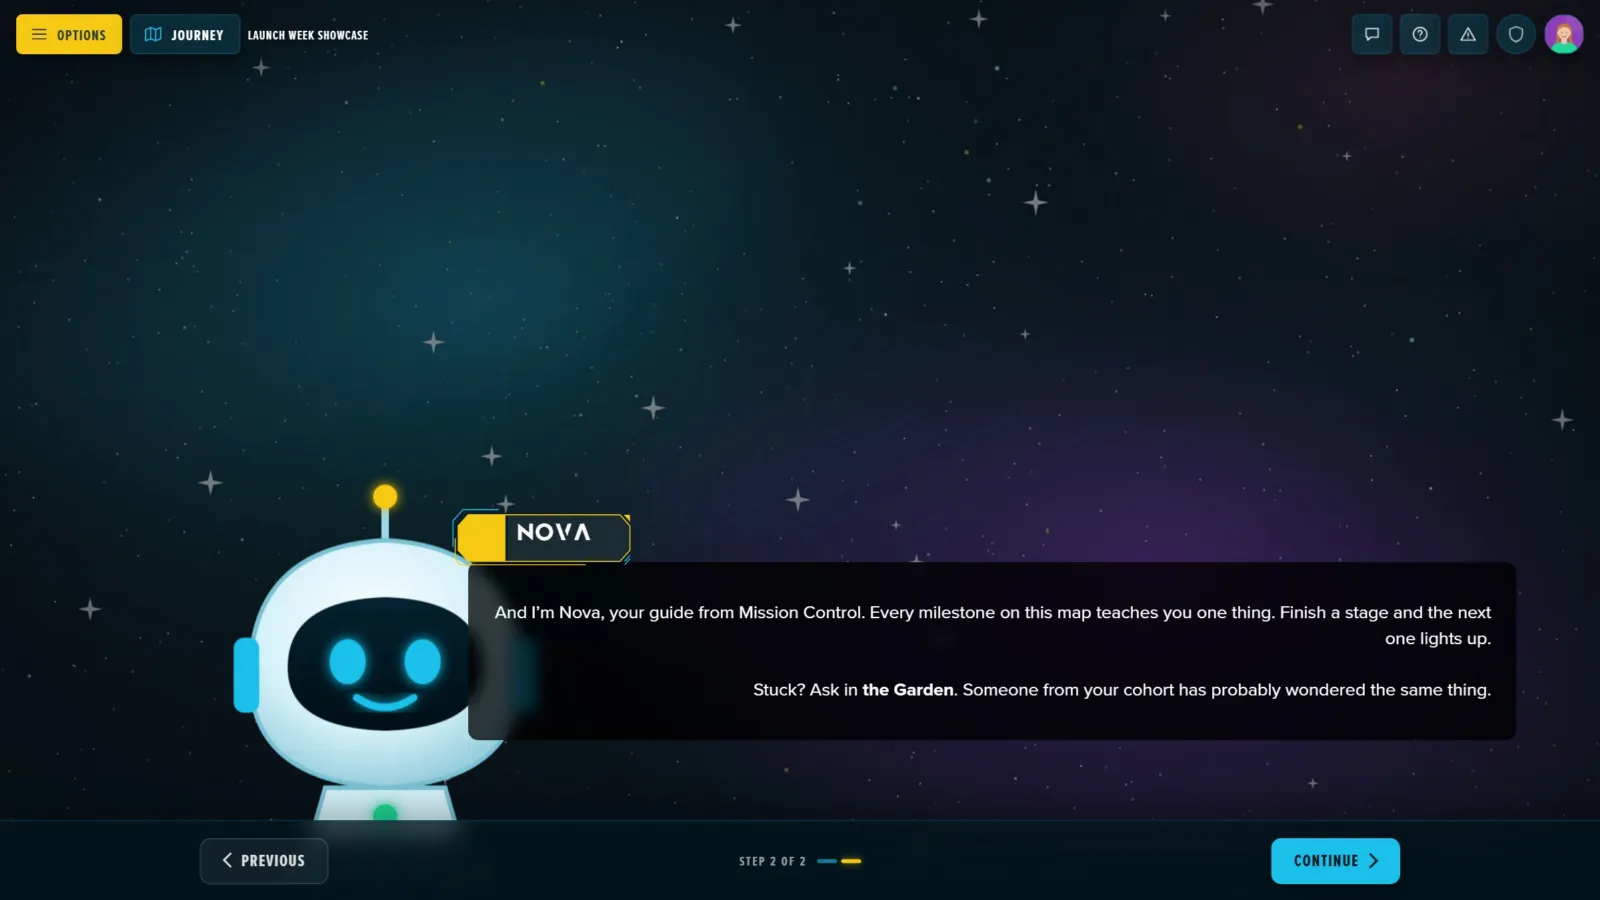 OPTIONS
JOURNEY
LAUNCH WEEK SHOWCASE
NOVA
And I’m Nova, your guide from Mission Control. Every milestone on this map teaches you one thing. Finish a stage and the next
one lights up.
Stuck? Ask in the Garden. Someone from your cohort has probably wondered the same thing.
PREVIOUS
STEP 2 OF 2
CONTINUE